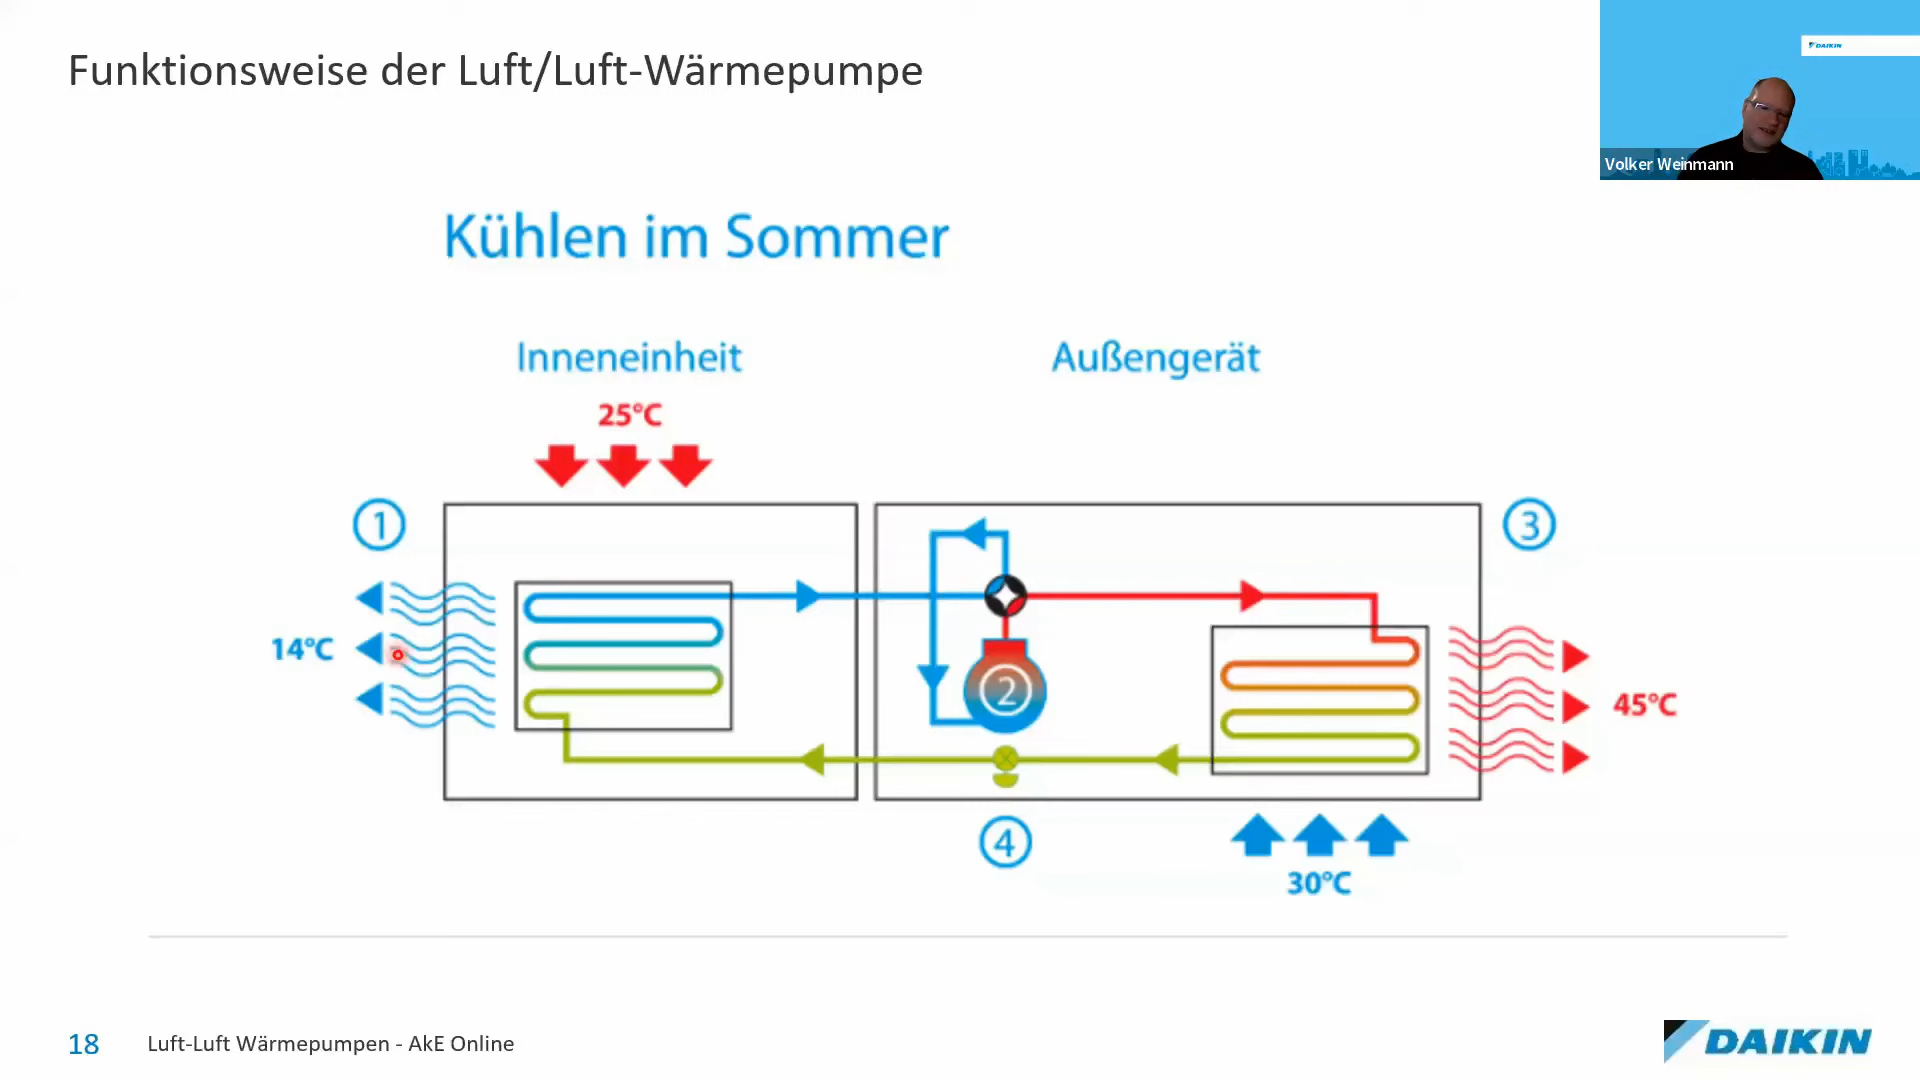 Funktionsweise der Luft/Luft-Wärmepumpe
DAIKIN
Volker Weinmann
Kühlen im Sommer
Inneneinheit
Außengerät
25°C
1
3
14°C
2
45°C
4
30°C
18
Luft-Luft Wärmepumpen - AkE Online
DAIKIN